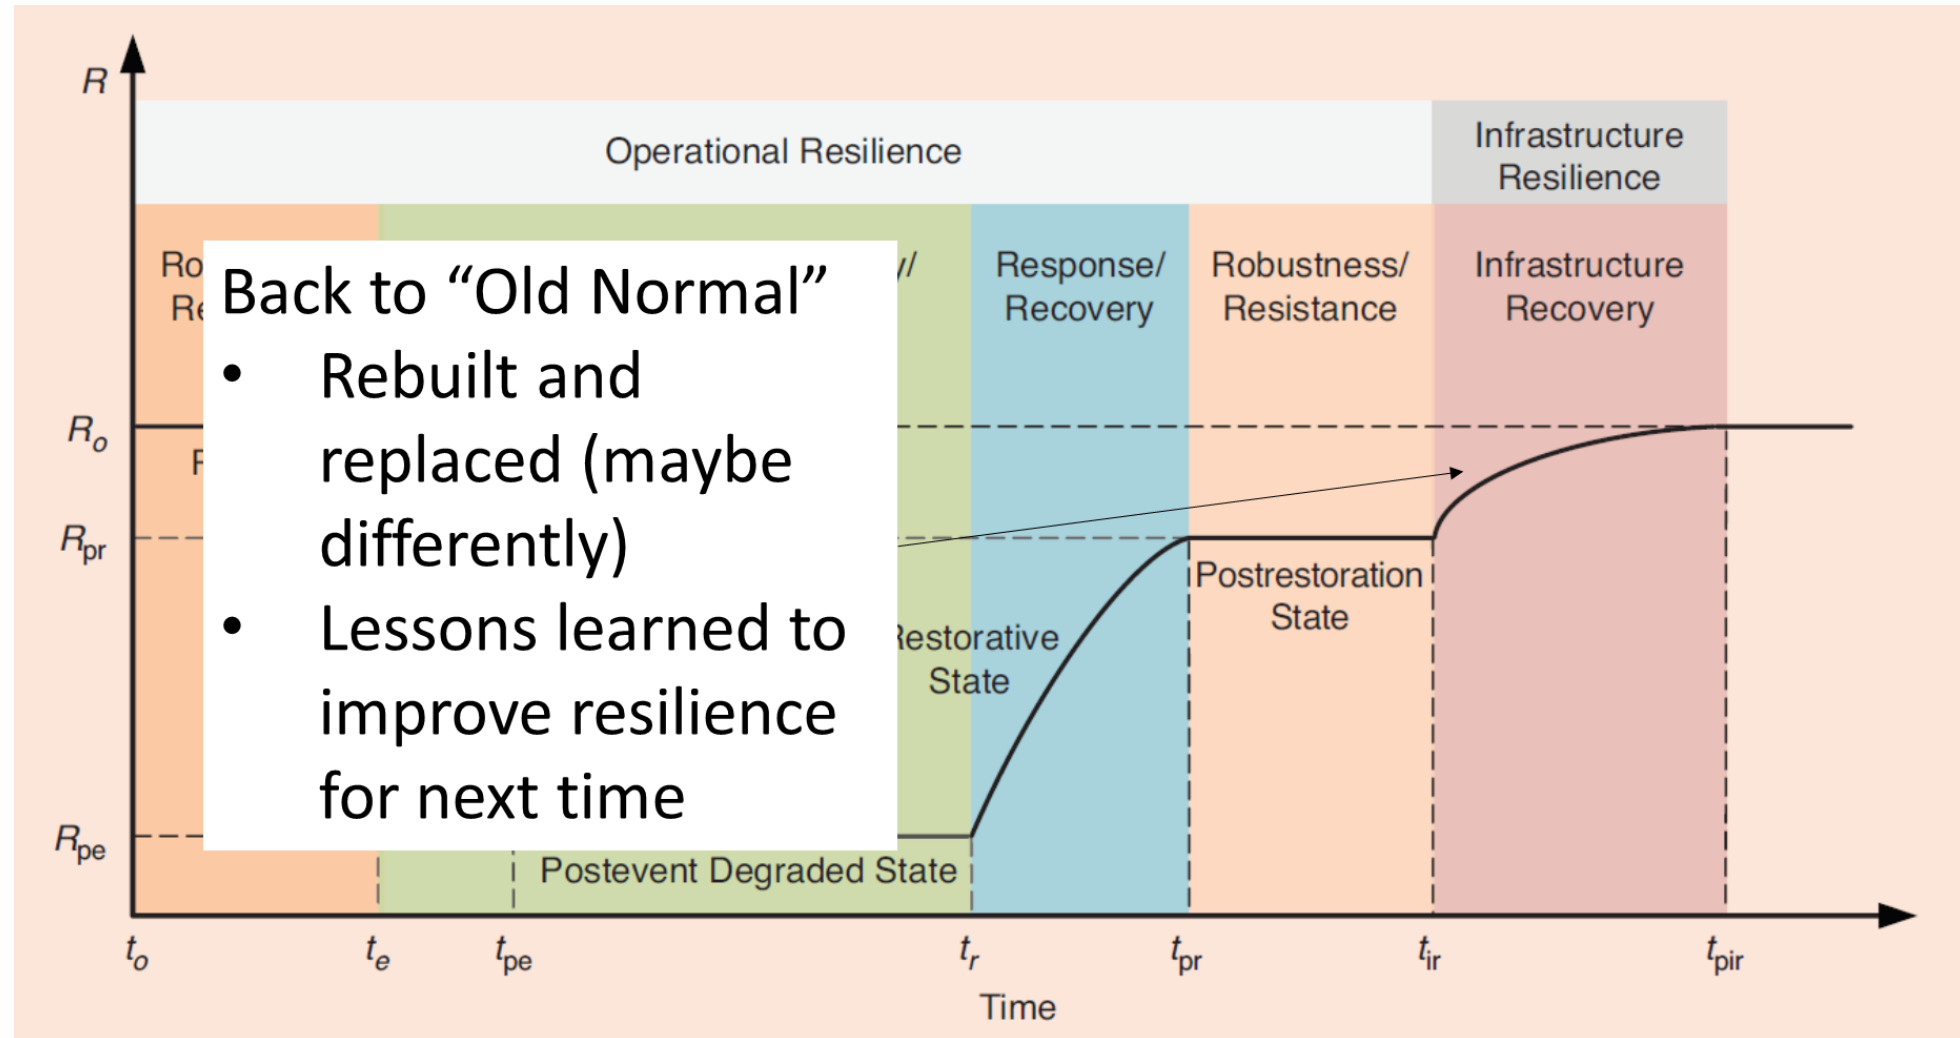 R
Operational Resilience
Infrastructure
Resilience
Response/
Recovery
Robustness/
Resistance
Infrastructure
Recovery
Back to “Old Normal”
• Rebuilt and
replaced (maybe
differently)
• Lessons learned to
improve resilience
for next time
Ro
Rpr
Rpe
Postrestoration
State
Restorative
State
Postevent Degraded State
to
te
tpe
tr
tpr
tir
tpir
Time